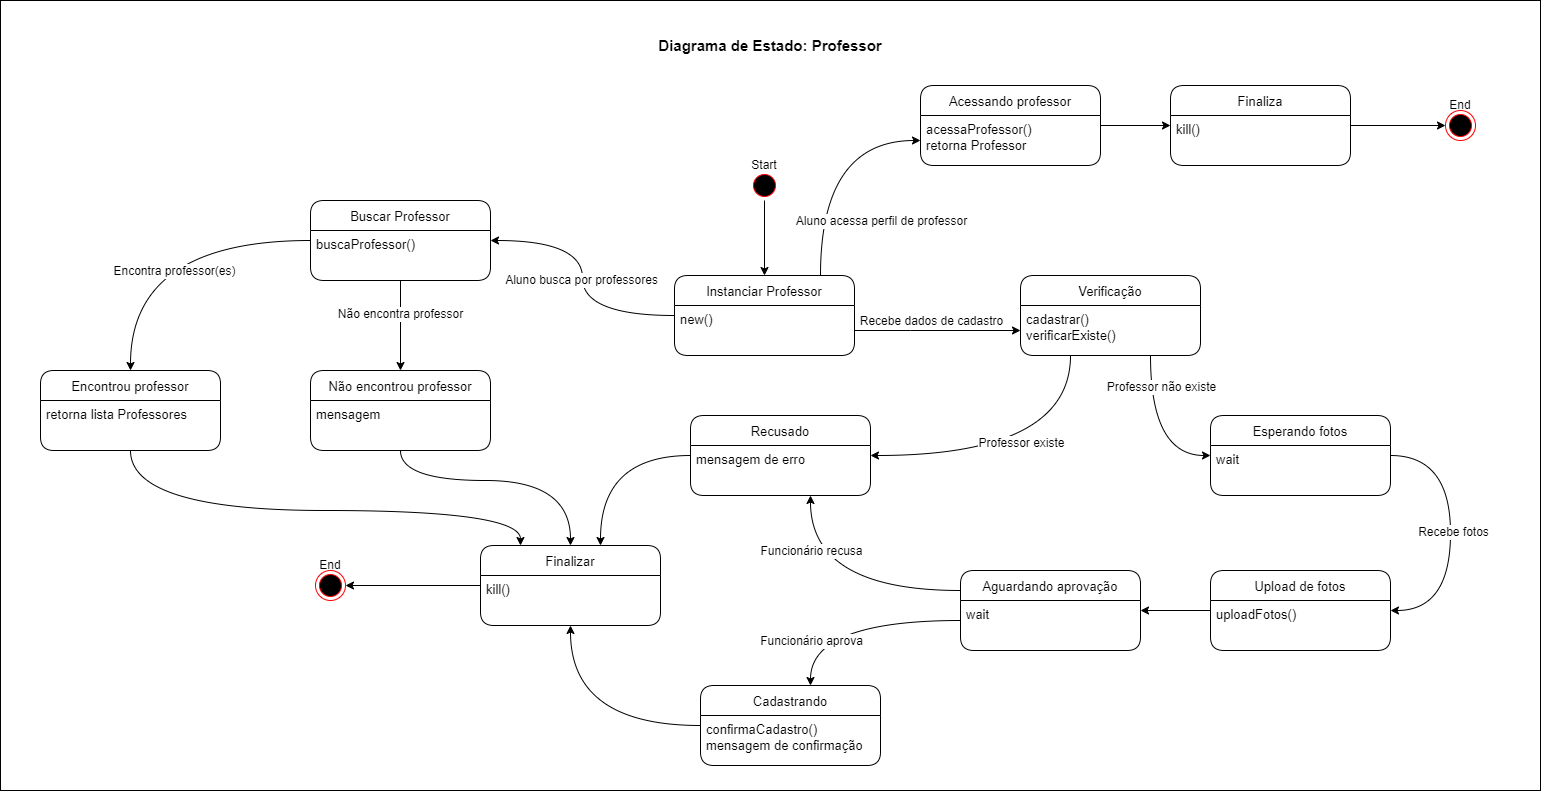 Diagrama de Estado: Professor
Acessando professor
acessaProfessor()
retorna Professor
Finaliza
kill()
End
Start
Aluno acessa perfil de professor
Buscar Professor
buscaProfessor()
Encontra professor(es)
Não encontra professor
Aluno busca por professores
Instanciar Professor
new()
Recebe dados de cadastro
Verificação
cadastrar()
verificarExiste()
Encontrou professor
retorna lista Professores
Não encontrou professor
mensagem
Professor não existe
Professor existe
Recusado
mensagem de erro
Esperando fotos
wait
Recebe fotos
Funcionário recusa
End
Finalizar
kill()
Aguardando aprovação
wait
Upload de fotos
uploadFotos()
Funcionário aprova
Cadastrando
confirmaCadastro()
mensagem de confirmação